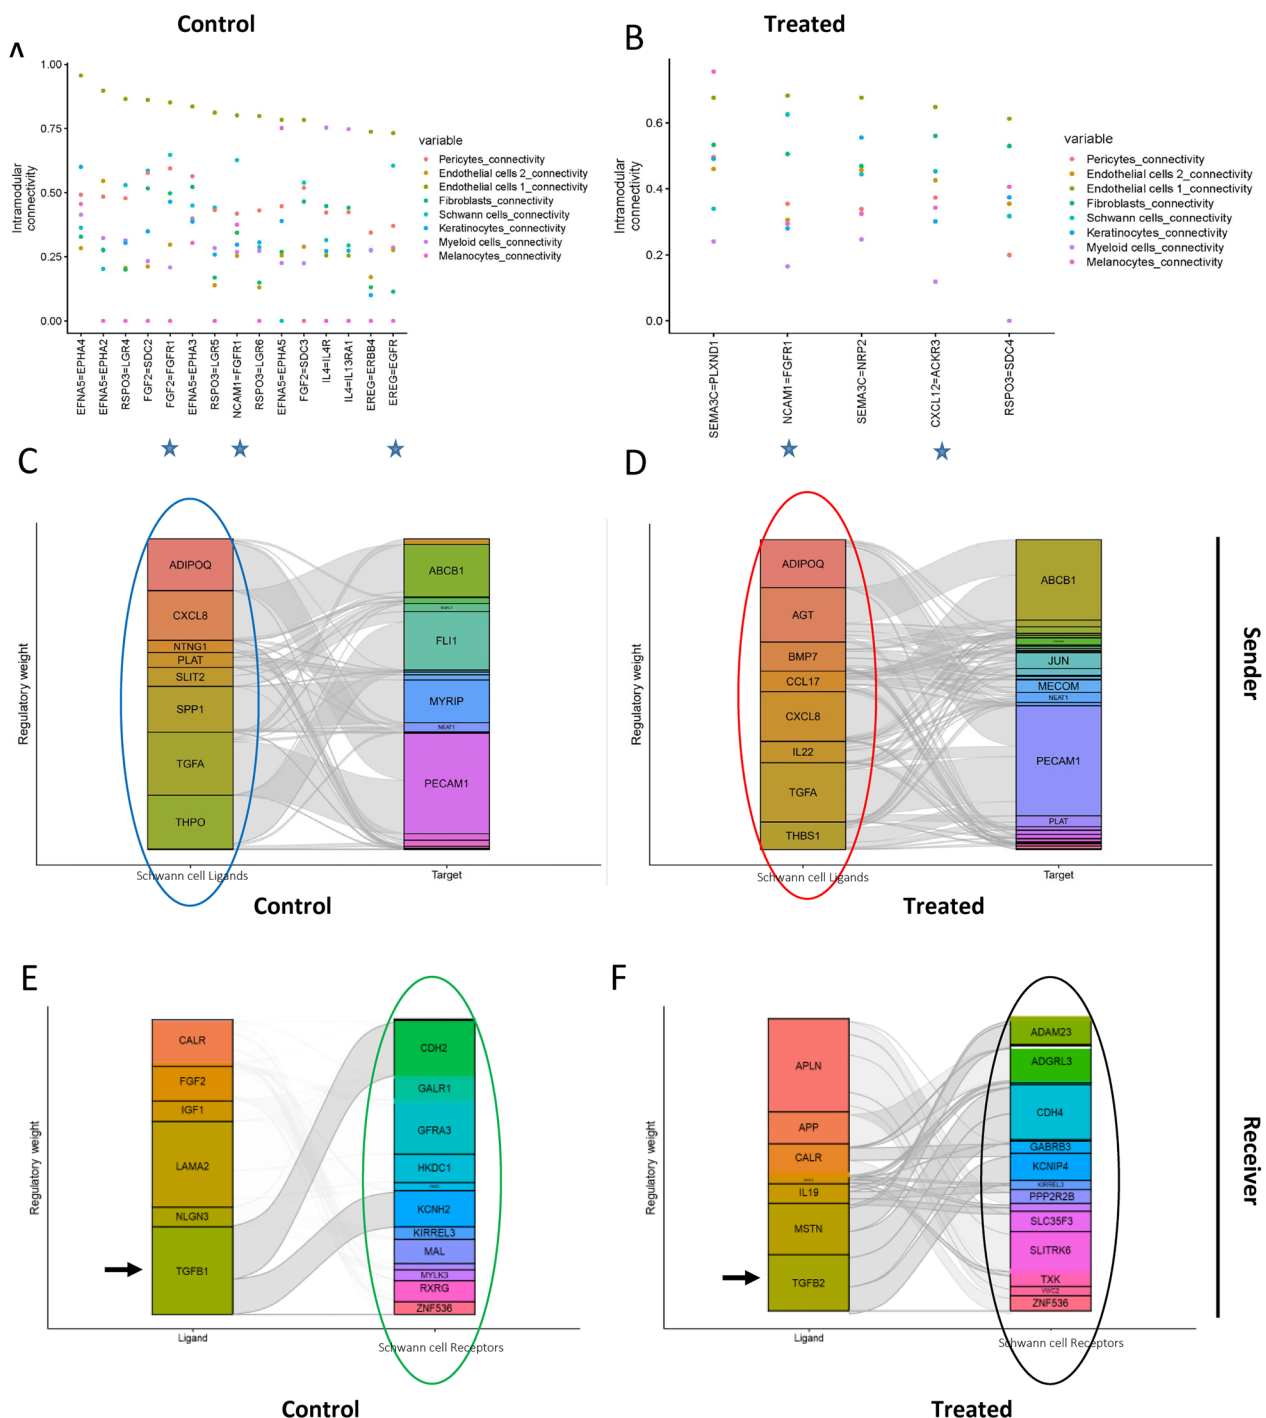 Control
Treated
A
B
1.00
0.75
0.50
0.25
0.00
Intramodular
connectivity
variable
Pericytes_connectivity
Endothelial cells 2_connectivity
Endothelial cells 1_connectivity
Fibroblasts_connectivity
Schwann cells_connectivity
Keratinocytes_connectivity
Myeloid cells_connectivity
Melanocytes_connectivity
EFNA5=EPHA4
EFNA5=EPHA2
RSPO3=LGR4
FGF2=SDC2
FGF2=FGFR1
EFNA5=EPHA3
RSPO3=LGR5
NCAM1=FGFR1
RSPO3=LGR6
EFNA5=EPHA5
FGF2=SDC3
IL4=IL4R
IL4=IL13RA1
EREG=ERBB4
EREG=EGFR
0.6
0.4
0.2
0.0
Intramodular
connectivity
variable
Pericytes_connectivity
Endothelial cells 2_connectivity
Endothelial cells 1_connectivity
Fibroblasts_connectivity
Schwann cells_connectivity
Keratinocytes_connectivity
Myeloid cells_connectivity
Melanocytes_connectivity
SEMA3C=PLXND1
NCAM1=FGFR1
SEMA3C=NRP2
CXCL12=ACKR3
RSPO3=SDC4
C
Regulatory weight
ADIPOQ
CXCL8
NTNG1
PLAT
SLIT2
SPP1
TGFA
THPO
ABCB1
FLI1
MYRIP
NEAT1
PECAM1
Schwann cell Ligands
Target
Control
D
Regulatory weight
ADIPOQ
AGT
BMP7
CCL17
CXCL8
IL22
TGFA
THBS1
ABCB1
JUN
MECOM
NEAT1
PECAM1
PLAT
Schwann cell Ligands
Target
Treated
Sender
E
Regulatory weight
CALR
FGF2
IGF1
LAMA2
NLGN3
TGFB1
CDH2
GALR1
GFRA3
HKDC1
KCNH2
KIRREL3
MAL
MYLK3
RXRG
ZNF536
Ligand
Schwann cell Receptors
Control
F
Regulatory weight
APLN
APP
CALR
IL19
MSTN
TGFB2
ADAM23
ADGRL3
CDH4
GABRB3
KCNIP4
KIRREL3
PPP2R2B
SLC35F3
SLITRK6
TXK
VWC2
ZNF536
Ligand
Schwann cell Receptors
Treated
Receiver